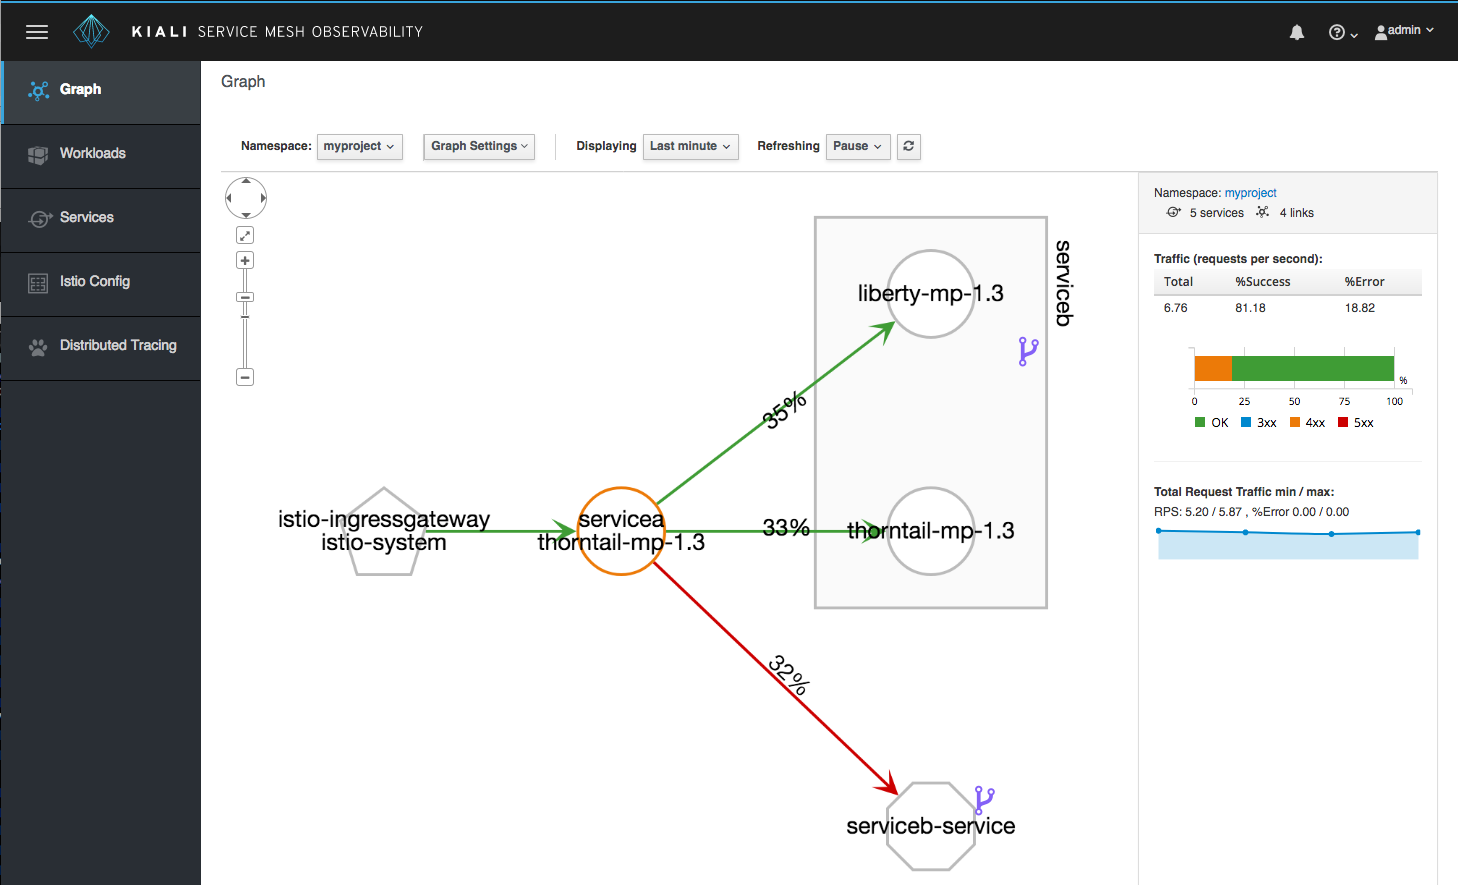 KIALI SERVICE MESH OBSERVABILITY
admin
Graph
Workloads
Services
Istio Config
Distributed Tracing
Graph
Namespace: myproject Graph Settings Displaying Last minute Refreshing Pause
Namespace: myproject
5 services 4 links
Traffic (requests per second):
Total %Success %Error
6.76 81.18 18.82
%
0 25 50 75 100
OK 3xx 4xx 5xx
Total Request Traffic min / max:
RPS: 5.20 / 5.87 , %Error 0.00 / 0.00
serviceb
liberty-mp-1.3
35%
istio-ingressgateway
istio-system
servicea
thorntail-mp-1.3
33%
thorntail-mp-1.3
32%
serviceb-service